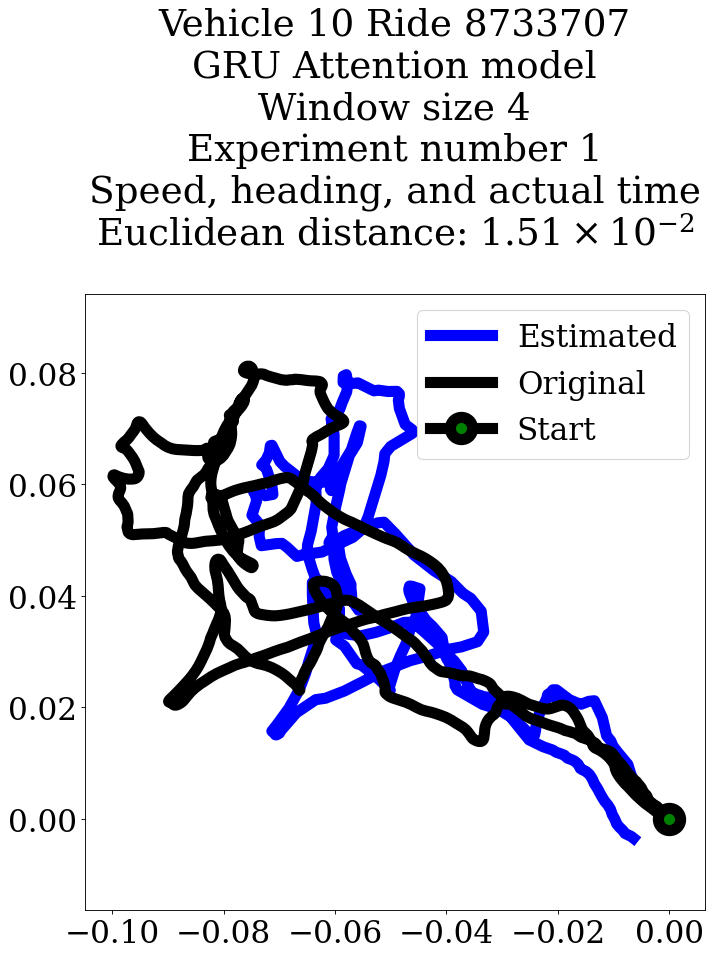 Vehicle 10 Ride 8733707
GRU Attention model
Window size 4
Experiment number 1
Speed, heading, and actual time
Euclidean distance: 1.51 × 10⁻²
Estimated
Original
Start
0.08
0.06
0.04
0.02
0.00
−0.10 −0.08 −0.06 −0.04 −0.02 0.00